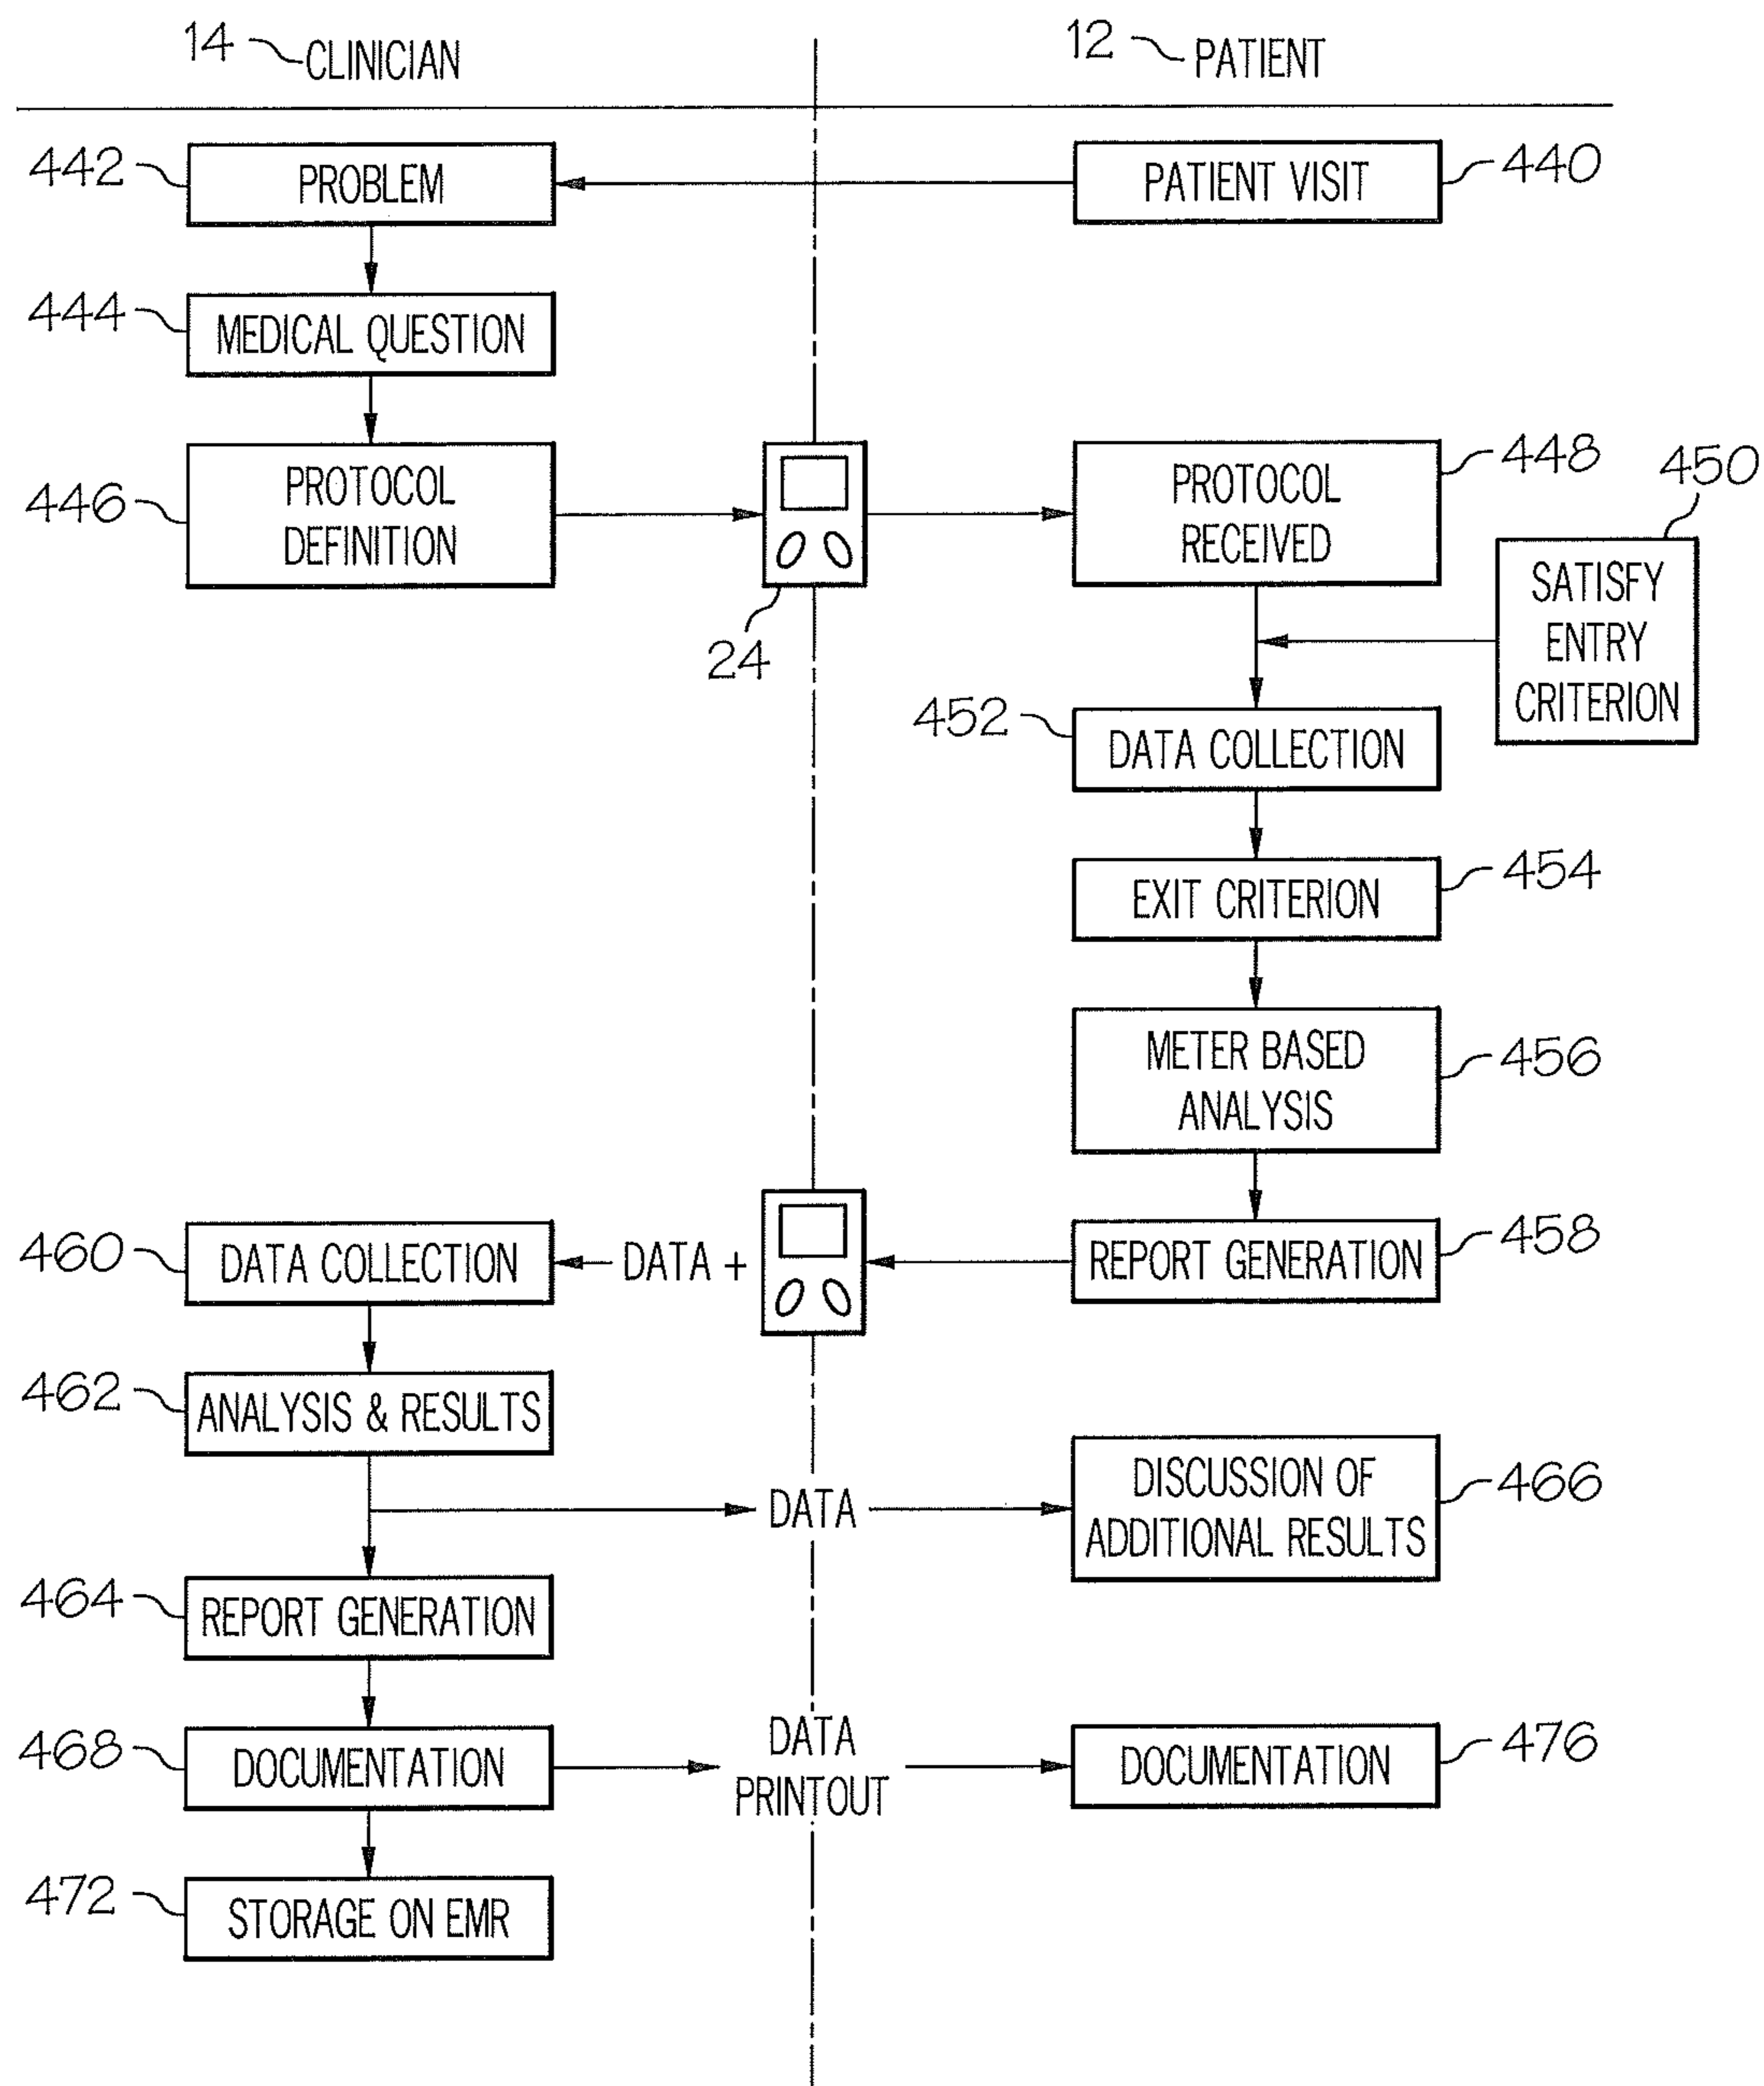 14 CLINICIAN
12 PATIENT
442 PROBLEM
PATIENT VISIT 440
444 MEDICAL QUESTION
446 PROTOCOL
DEFINITION
24
PROTOCOL
RECEIVED
448
450
SATISFY
ENTRY
CRITERION
452 DATA COLLECTION
EXIT CRITERION 454
METER BASED
ANALYSIS
456
REPORT GENERATION 458
460 DATA COLLECTION
DATA +
462 ANALYSIS & RESULTS
DATA
DISCUSSION OF
ADDITIONAL RESULTS
466
464 REPORT GENERATION
468 DOCUMENTATION
DATA
PRINTOUT
DOCUMENTATION 476
472 STORAGE ON EMR